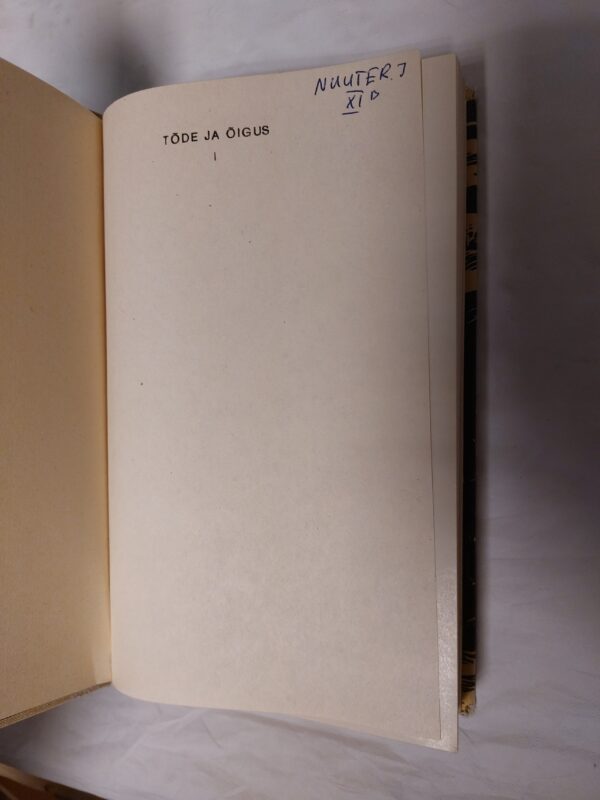 NUUTER. J
XI D
TÕDE JA ÕIGUS
I